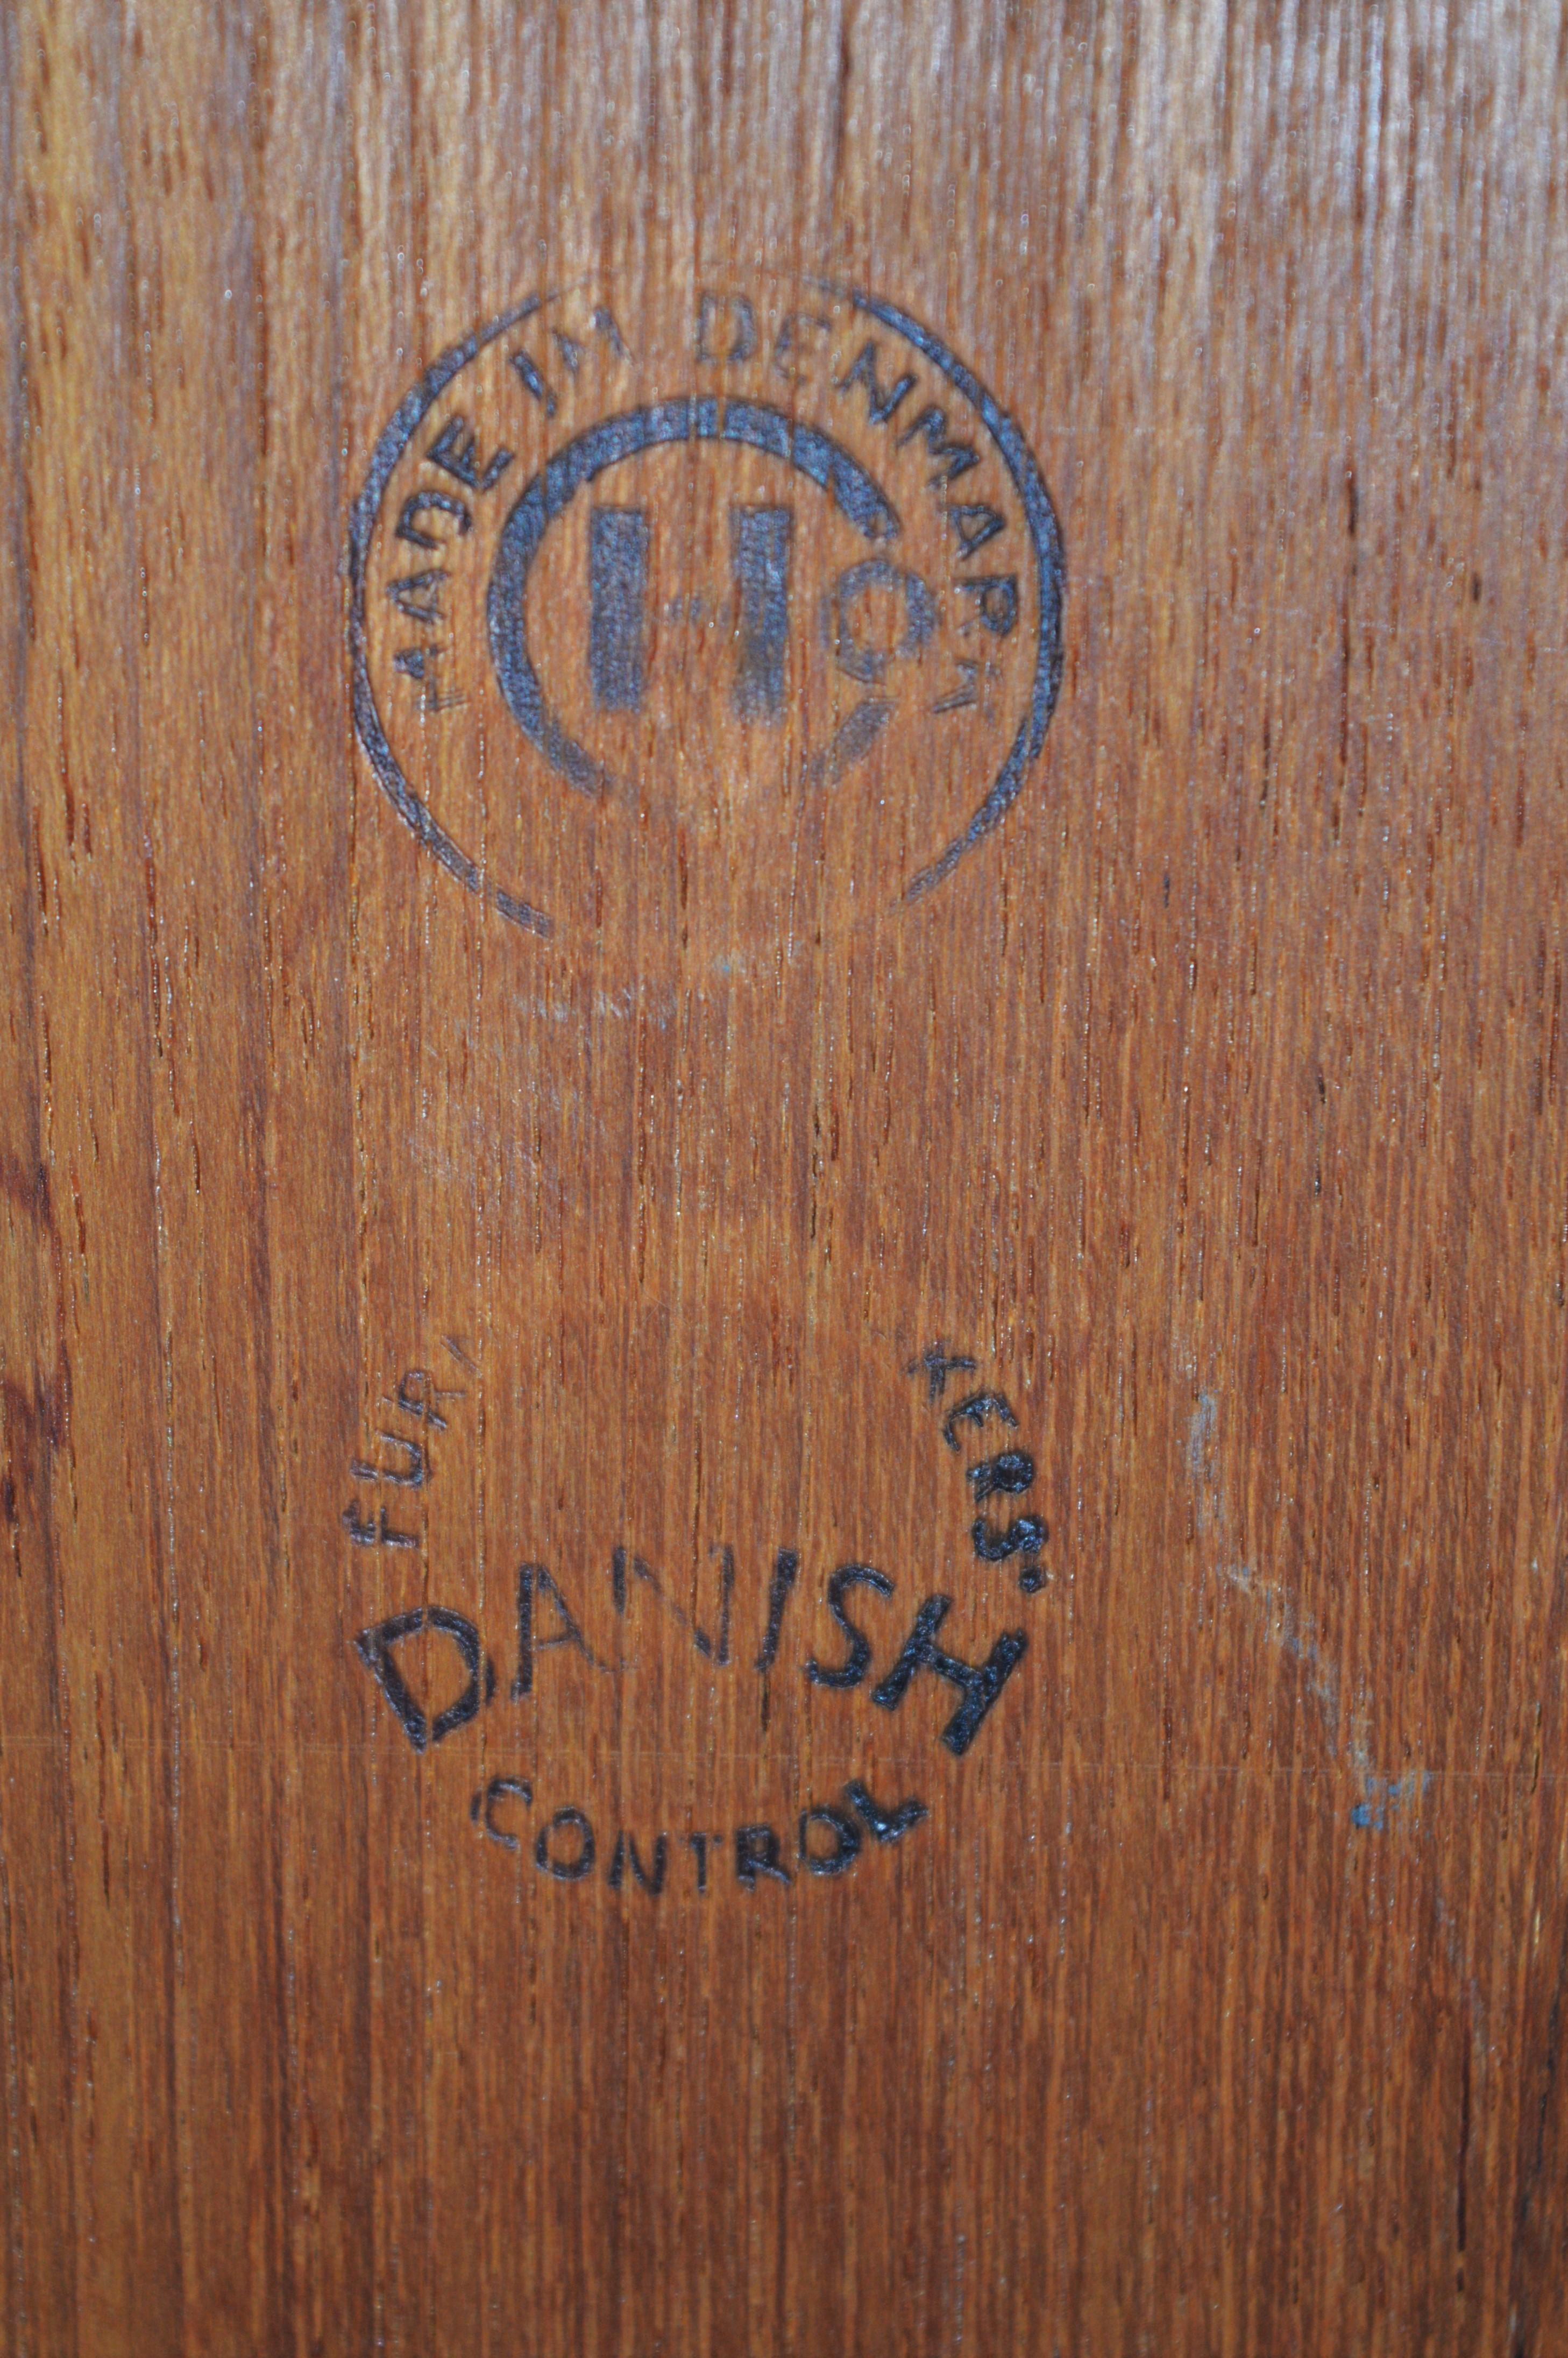 MADE IN DENMARK
H
DANISH
CONTROL